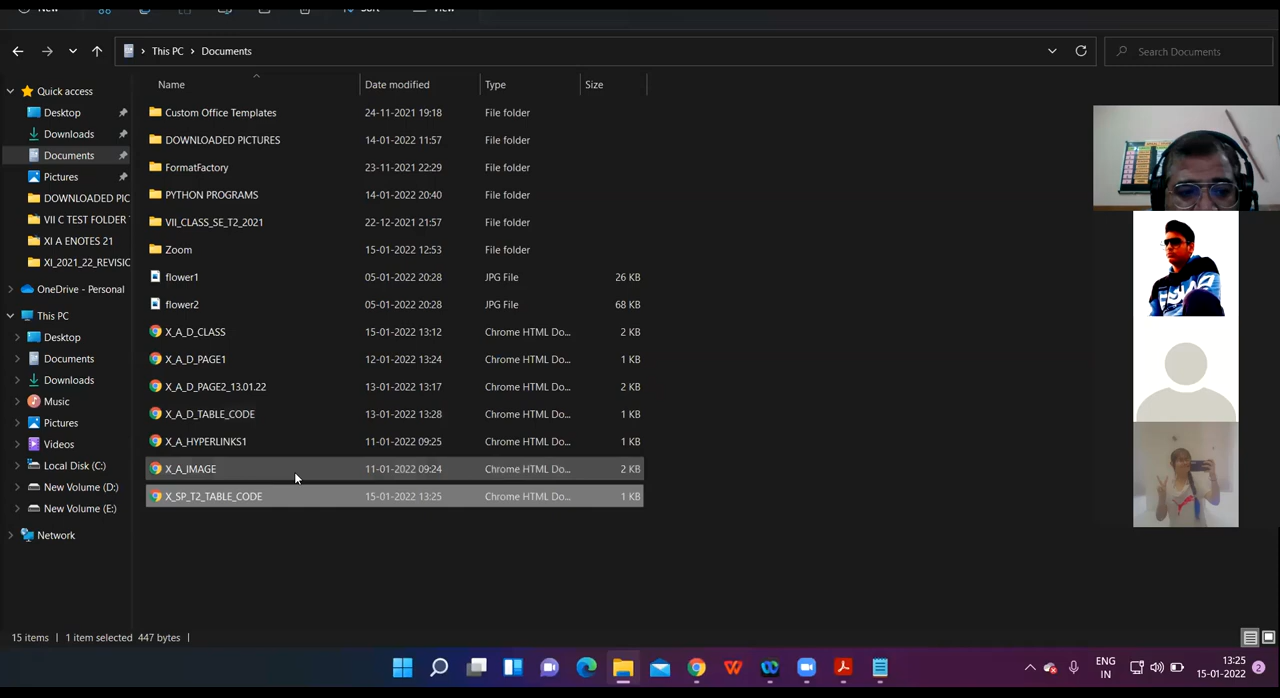 New Sort View
This PC > Documents Search Documents
Quick access
Desktop
Downloads
Documents
Pictures
DOWNLOADED PIC
VII C TEST FOLDER
XI A ENOTES 21
XI_2021_22_REVISIC
OneDrive - Personal
This PC
Desktop
Documents
Downloads
Music
Pictures
Videos
Local Disk (C:)
New Volume (D:)
New Volume (E:)
Network
Name Date modified Type Size
Custom Office Templates 24-11-2021 19:18 File folder
DOWNLOADED PICTURES 14-01-2022 11:57 File folder
FormatFactory 23-11-2021 22:29 File folder
PYTHON PROGRAMS 14-01-2022 20:40 File folder
VII_CLASS_SE_T2_2021 22-12-2021 21:57 File folder
Zoom 15-01-2022 12:53 File folder
flower1 05-01-2022 20:28 JPG File 26 KB
flower2 05-01-2022 20:28 JPG File 68 KB
X_A_D_CLASS 15-01-2022 13:12 Chrome HTML Do... 2 KB
X_A_D_PAGE1 12-01-2022 13:24 Chrome HTML Do... 1 KB
X_A_D_PAGE2_13.01.22 13-01-2022 13:17 Chrome HTML Do... 2 KB
X_A_D_TABLE_CODE 13-01-2022 13:28 Chrome HTML Do... 1 KB
X_A_HYPERLINKS1 11-01-2022 09:25 Chrome HTML Do... 1 KB
X_A_IMAGE 11-01-2022 09:24 Chrome HTML Do... 2 KB
X_SP_T2_TABLE_CODE 15-01-2022 13:25 Chrome HTML Do... 1 KB
15 items 1 item selected 447 bytes
ENG
IN
13:25
15-01-2022
2